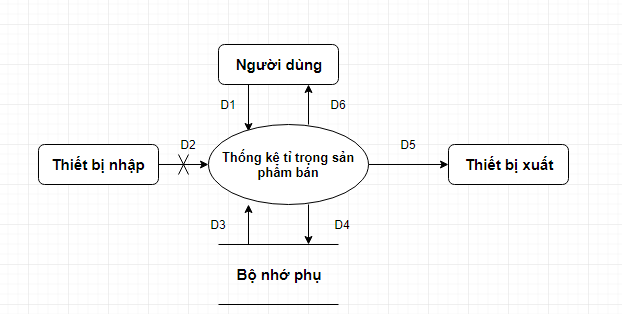 Người dùng
D1
D6
D2
D5
Thiết bị nhập
Thống kê tỉ trọng sản
phẩm bán
Thiết bị xuất
D3
D4
Bộ nhớ phụ